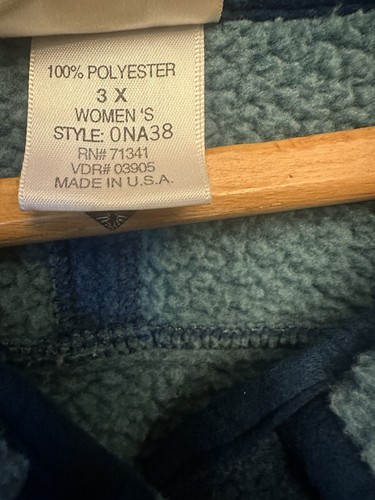 100% POLYESTER
3 X
WOMEN 'S
STYLE: 0NA38
RN# 71341
VDR# 03905
MADE IN U.S.A.